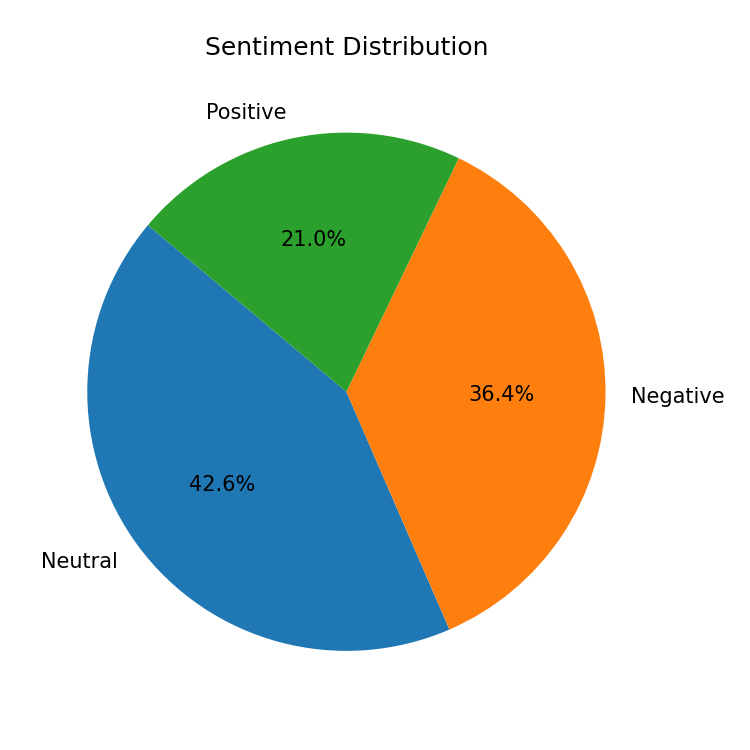 Sentiment Distribution
Positive
21.0%
36.4%
Negative
42.6%
Neutral